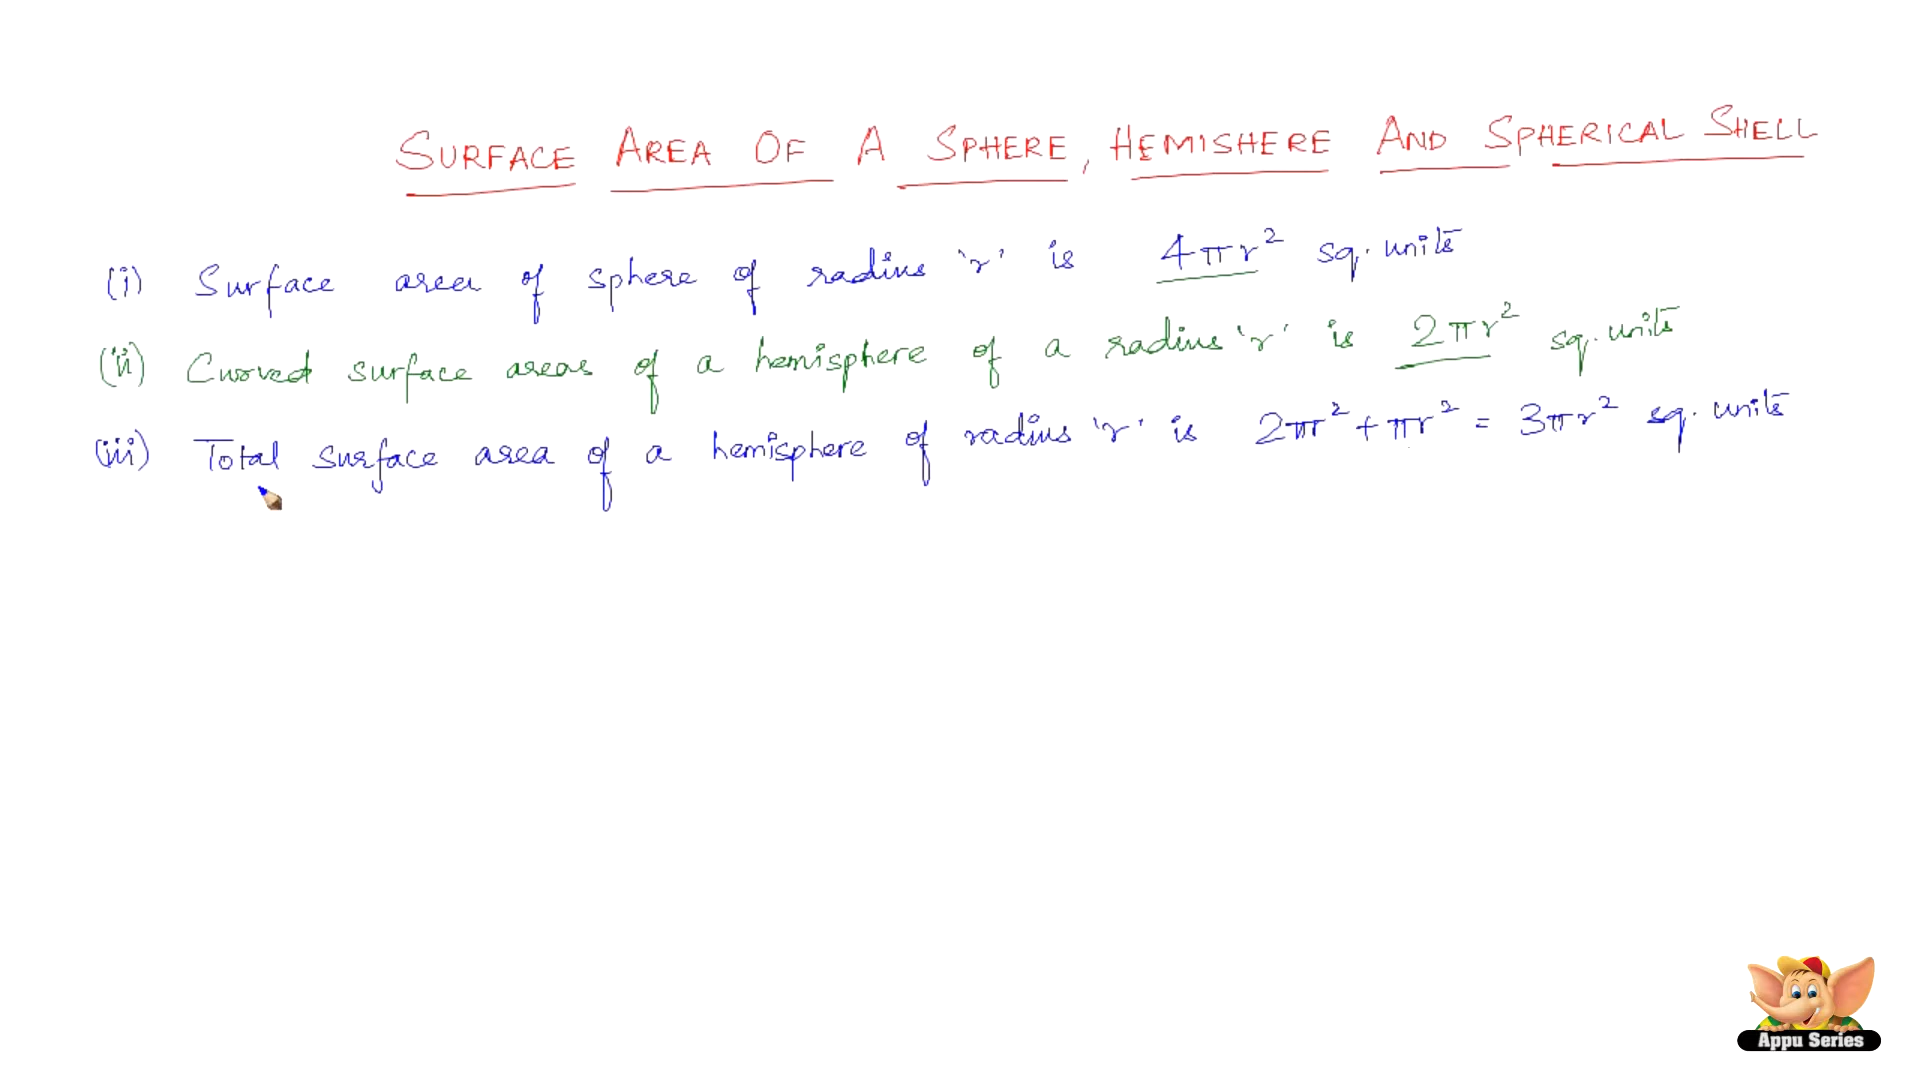 SURFACE AREA OF A SPHERE, HEMISHERE AND SPHERICAL SHELL
(i) Surface area of sphere of radius 'r' is 4πr² sq. units
(ii) Curved surface areas of a hemisphere of a radius 'r' is 2πr² sq. units
(iii) Total surface area of a hemisphere of radius 'r' is 2πr² + πr² = 3πr² sq. units
Appu Series